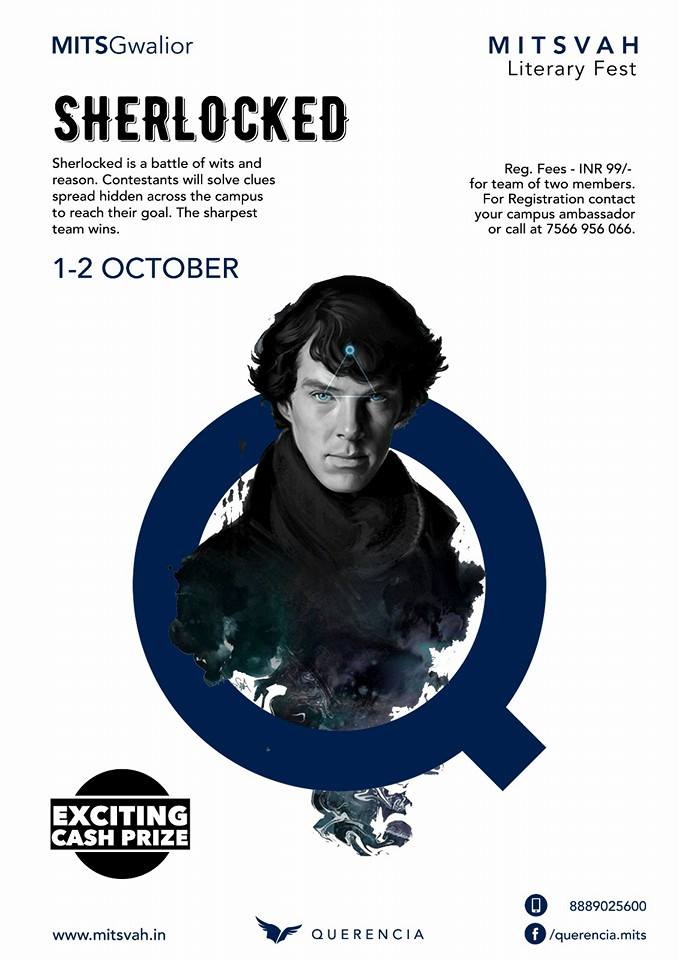 MITSGwalior
MITSVAH
Literary Fest
SHERLOCKED
Sherlocked is a battle of wits and
reason. Contestants will solve clues
spread hidden across the campus
to reach their goal. The sharpest
team wins.
Reg. Fees - INR 99/-
for team of two members.
For Registration contact
your campus ambassador
or call at 7566 956 066.
1-2 OCTOBER
EXCITING
CASH PRIZE
8889025600
www.mitsvah.in
QUERENCIA
/querencia.mits